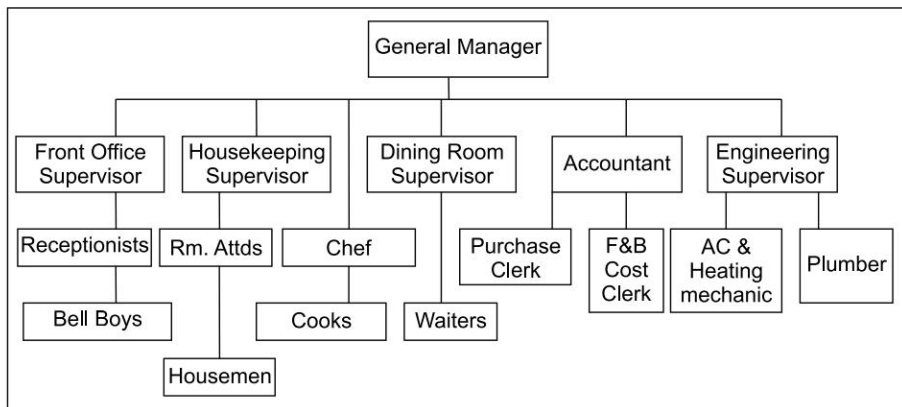 General Manager
Front Office
Supervisor
Housekeeping
Supervisor
Dining Room
Supervisor
Accountant
Engineering
Supervisor
Receptionists
Rm. Attds
Chef
Purchase
Clerk
F&B
Cost
Clerk
AC &
Heating
mechanic
Plumber
Bell Boys
Cooks
Waiters
Housemen